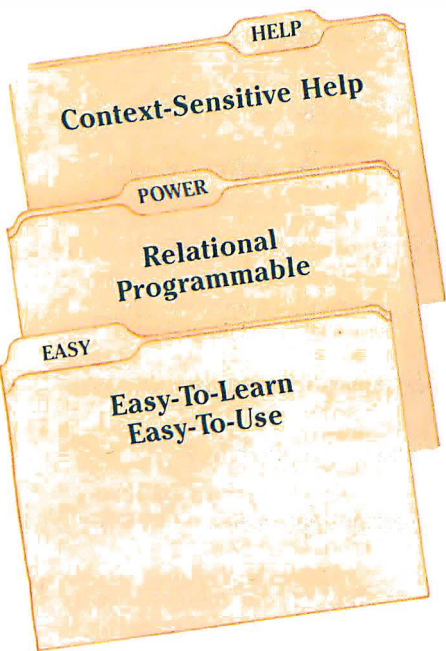 HELP
Context-Sensitive Help
POWER
Relational
Programmable
EASY
Easy-To-Learn
Easy-To-Use